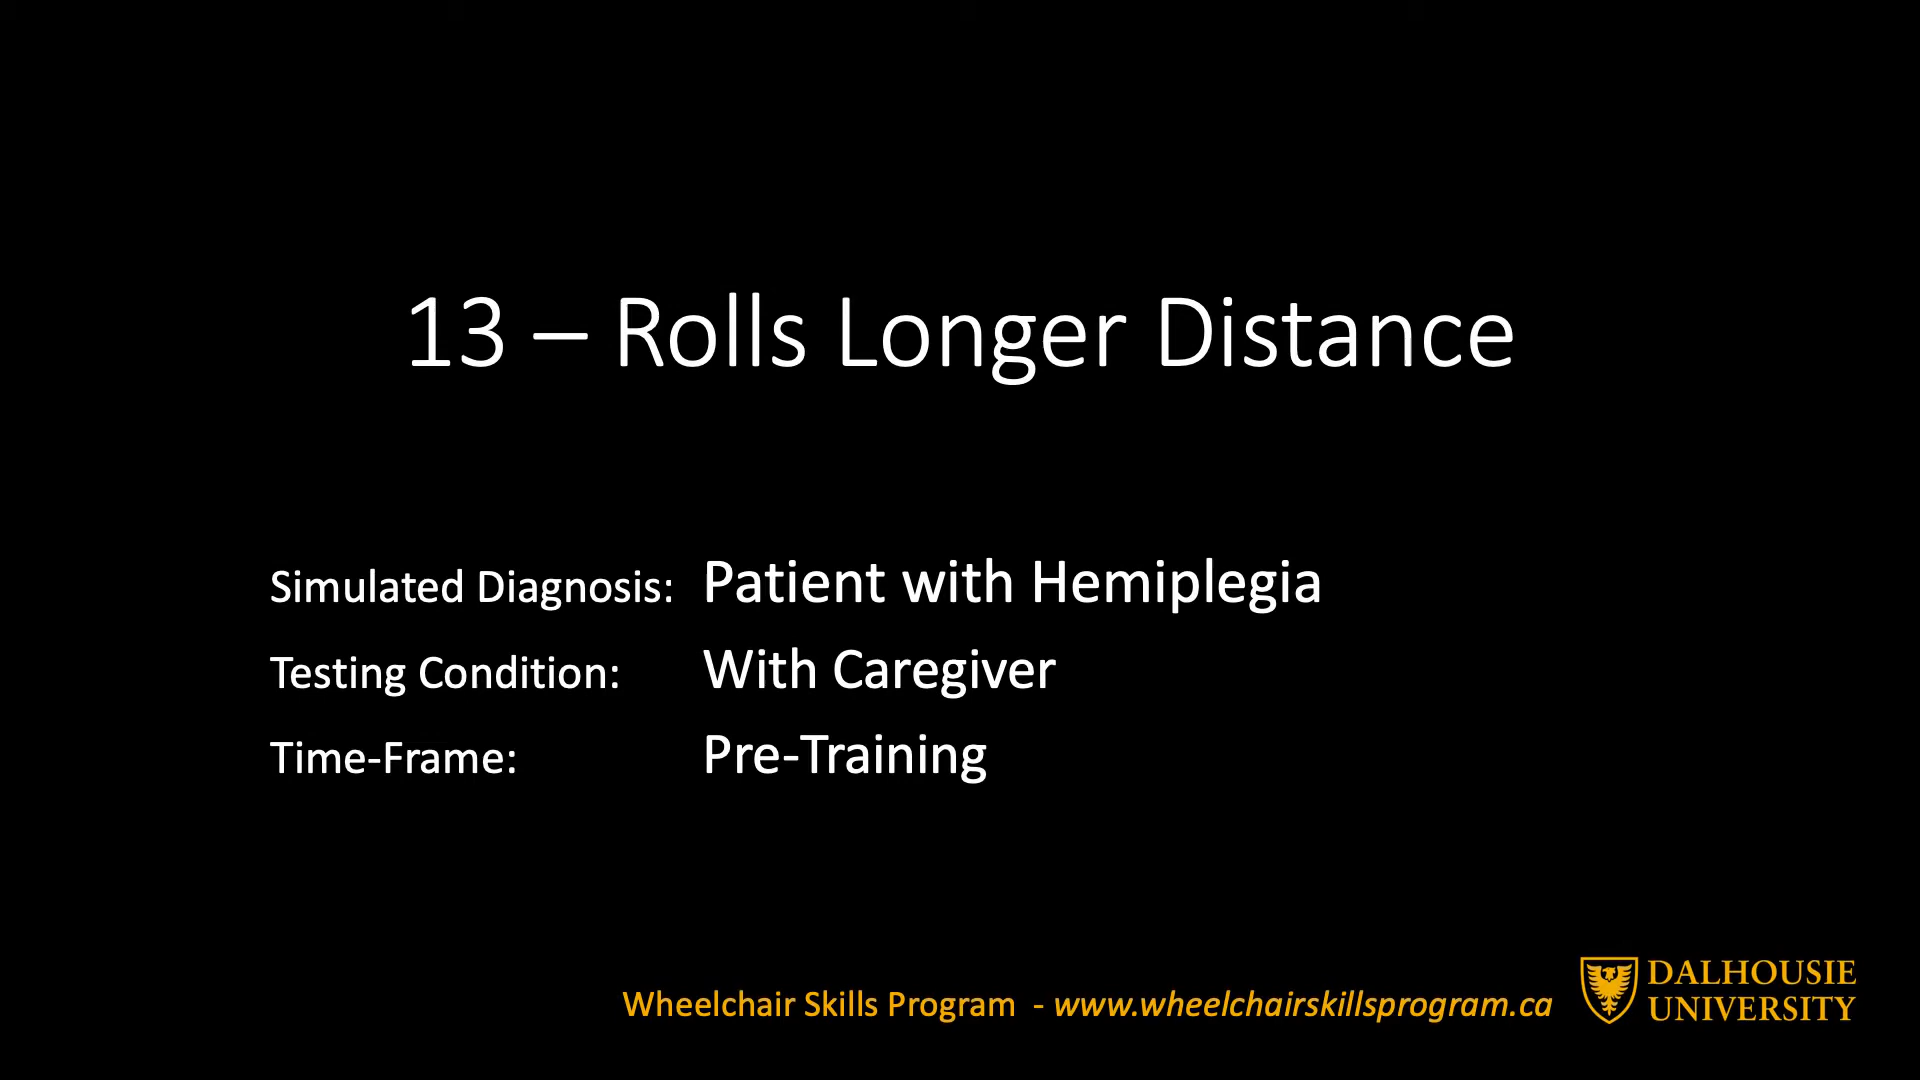 13 – Rolls Longer Distance
Simulated Diagnosis: Patient with Hemiplegia
Testing Condition: With Caregiver
Time-Frame: Pre-Training
Wheelchair Skills Program - www.wheelchairskillsprogram.ca
DALHOUSIE
UNIVERSITY